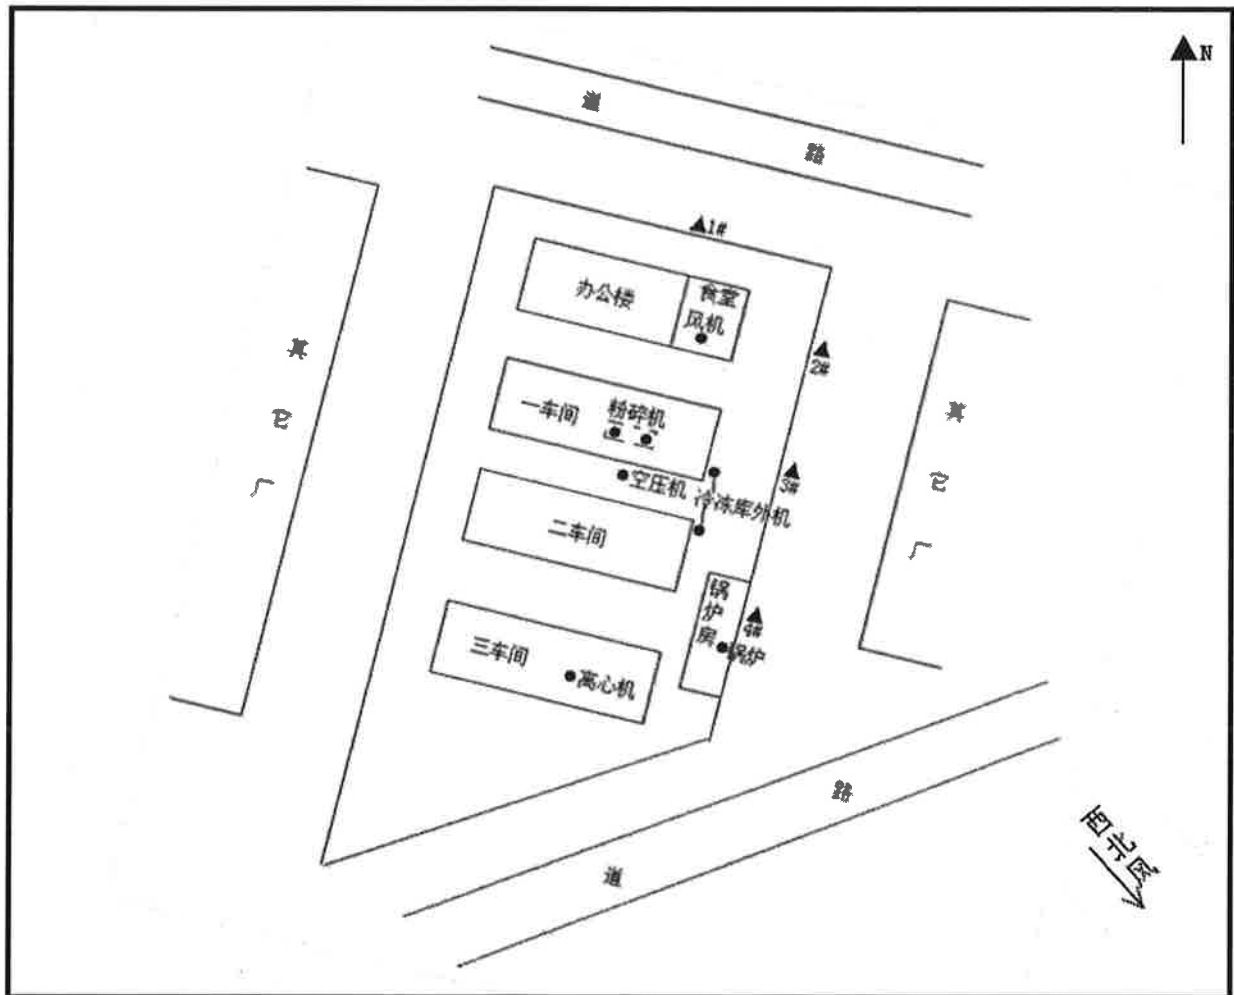 N
道
路
1#
办公楼
食堂
风机
2#
其
它
厂
一车间
粉碎机
其
它
厂
3#
空压机
冷冻库外机
二车间
锅
炉
房
4#
锅炉
三车间
离心机
路
道
西北风